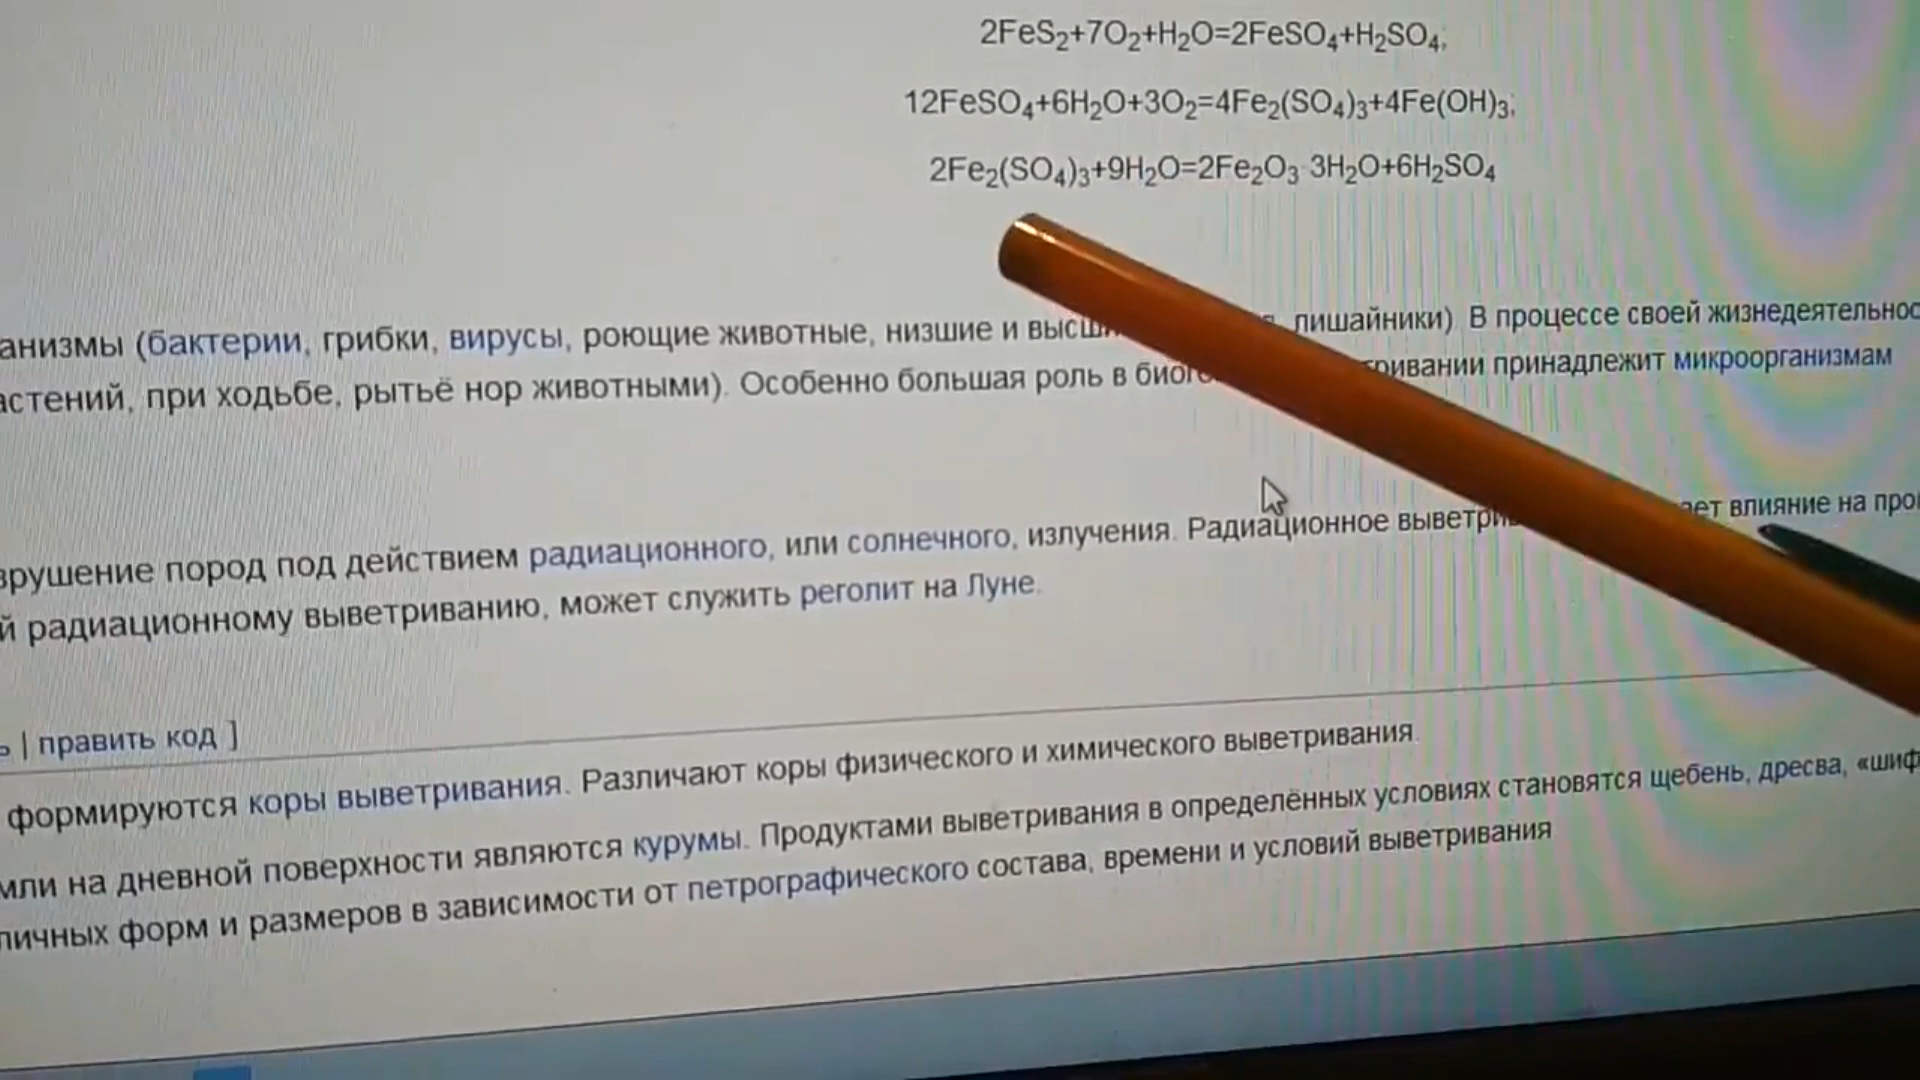 2FeS₂+7O₂+H₂O=2FeSO₄+H₂SO₄;
12FeSO₄+6H₂O+3O₂=4Fe₂(SO₄)₃+4Fe(OH)₃;
2Fe₂(SO₄)₃+9H₂O=2Fe₂O₃·3H₂O+6H₂SO₄
анизмы (бактерии, грибки, вирусы, роющие животные, низшие и высш лишайники) В процессе своей жизнедеятельнос
астений, при ходьбе, рытьё нор животными). Особенно большая роль в биог ривании принадлежит микроорганизмам
зрушение пород под действием радиационного, или солнечного, излучения. Радиационное выветри ает влияние на про
й радиационному выветриванию, может служить реголит на Луне.
ь | править код ]
формируются коры выветривания. Различают коры физического и химического выветривания.
мли на дневной поверхности являются курумы. Продуктами выветривания в определённых условиях становятся щебень, дресва, «шиф
личных форм и размеров в зависимости от петрографического состава, времени и условий выветривания